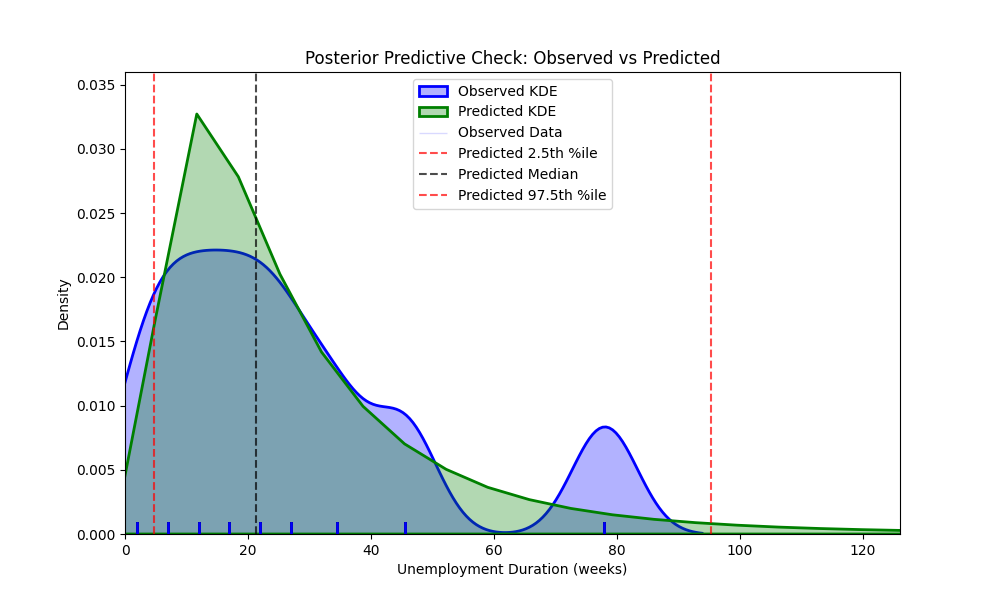 Posterior Predictive Check: Observed vs Predicted
Observed KDE
Predicted KDE
Observed Data
Predicted 2.5th %ile
Predicted Median
Predicted 97.5th %ile
0.035
0.030
0.025
0.020
0.015
0.010
0.005
0.000
Density
0 20 40 60 80 100 120
Unemployment Duration (weeks)